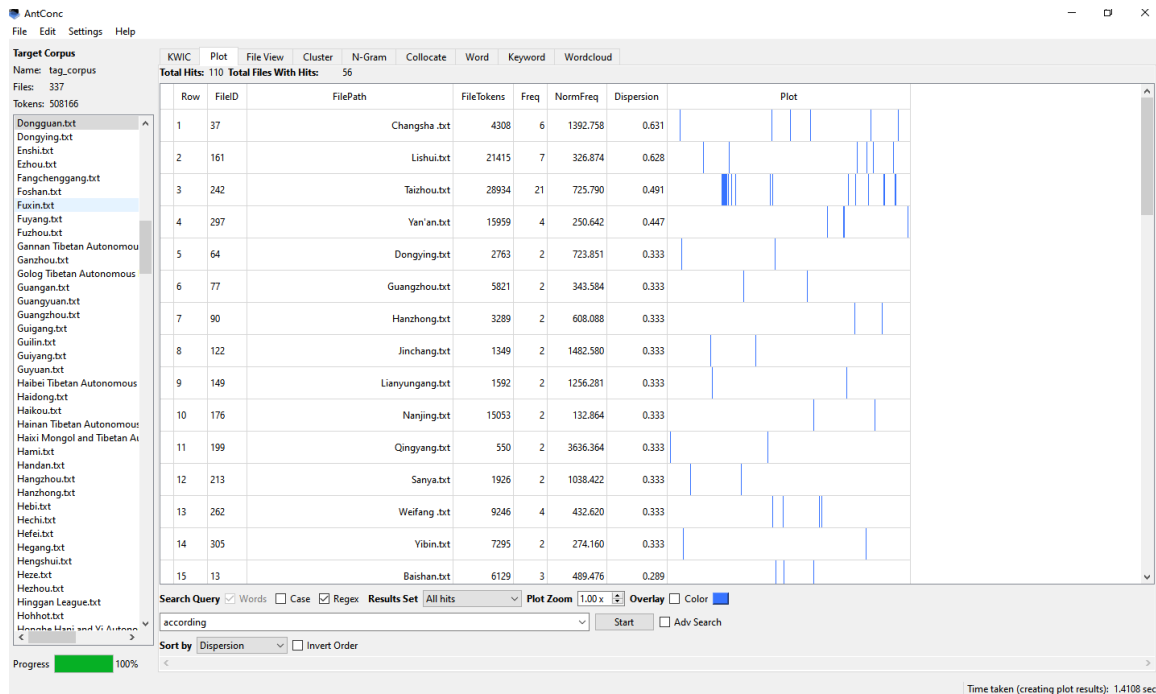 AntConc
File Edit Settings Help
Target Corpus
Name: tag_corpus
Files: 337
Tokens: 508166
Dongguan.txt
Dongying.txt
Enshi.txt
Ezhou.txt
Fangchenggang.txt
Foshan.txt
Fuxin.txt
Fuyang.txt
Fuzhou.txt
Gannan Tibetan Autonomou
Ganzhou.txt
Golog Tibetan Autonomous
Guangan.txt
Guangyuan.txt
Guangzhou.txt
Guigang.txt
Guilin.txt
Guiyang.txt
Guyuan.txt
Haibei Tibetan Autonomous
Haidong.txt
Haikou.txt
Hainan Tibetan Autonomous
Haixi Mongol and Tibetan Au
Hami.txt
Handan.txt
Hangzhou.txt
Hanzhong.txt
Hebi.txt
Hechi.txt
Hefei.txt
Hegang.txt
Hengshui.txt
Heze.txt
Hezhou.txt
Hinggan League.txt
Hohhot.txt
Honghe Hani and Yi Autono
Progress 100%
KWIC Plot File View Cluster N-Gram Collocate Word Keyword Wordcloud
Total Hits: 110 Total Files With Hits: 56
Row FileID FilePath FileTokens Freq NormFreq Dispersion Plot
1 37 Changsha .txt 4308 6 1392.758 0.631
2 161 Lishui.txt 21415 7 326.874 0.628
3 242 Taizhou.txt 28934 21 725.790 0.491
4 297 Yan'an.txt 15959 4 250.642 0.447
5 64 Dongying.txt 2763 2 723.851 0.333
6 77 Guangzhou.txt 5821 2 343.584 0.333
7 90 Hanzhong.txt 3289 2 608.088 0.333
8 122 Jinchang.txt 1349 2 1482.580 0.333
9 149 Lianyungang.txt 1592 2 1256.281 0.333
10 176 Nanjing.txt 15053 2 132.864 0.333
11 199 Qingyang.txt 550 2 3636.364 0.333
12 213 Sanya.txt 1926 2 1038.422 0.333
13 262 Weifang .txt 9246 4 432.620 0.333
14 305 Yibin.txt 7295 2 274.160 0.333
15 13 Baishan.txt 6129 3 489.476 0.289
Search Query Words Case Regex Results Set All hits Plot Zoom 1.00 x Overlay Color
according Start Adv Search
Sort by Dispersion Invert Order
Time taken (creating plot results): 1.4108 sec